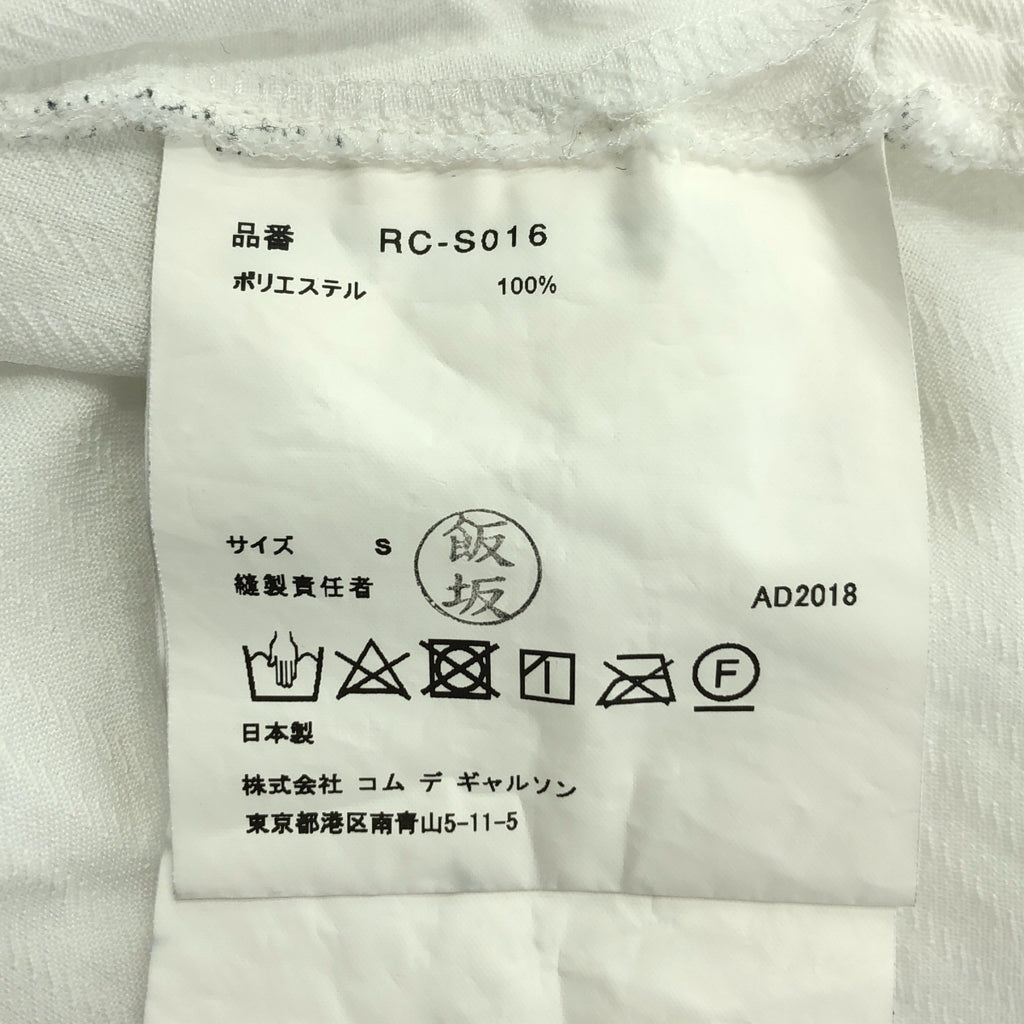 品番 RC-S016
ポリエステル 100%
サイズ S
飯坂
縫製責任者
AD2018
F
日本製
株式会社 コム デ ギャルソン
東京都港区南青山5-11-5